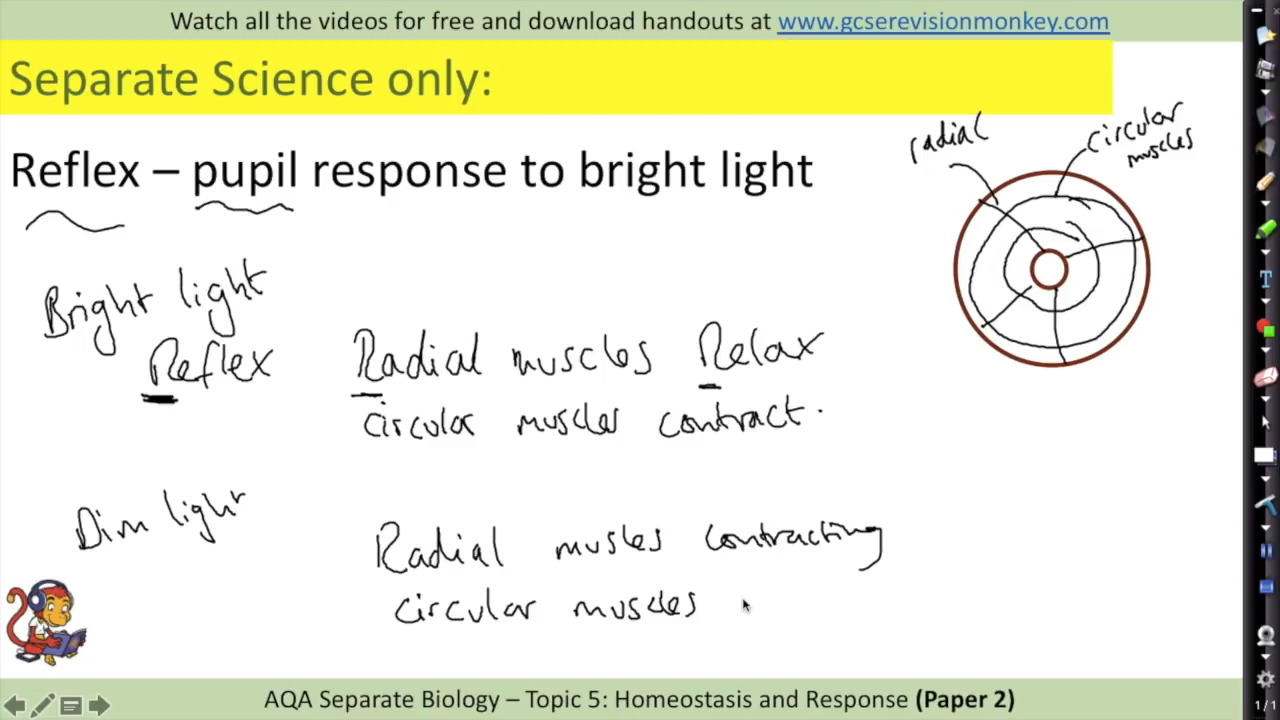 Watch all the videos for free and download handouts at www.gcserevisionmonkey.com
Separate Science only:
radial
circular
muscles
Reflex – pupil response to bright light
Bright light
Reflex Radial muscles Relax
circular muscles contract.
Dim light
Radial musles contracting
circular muscles
AQA Separate Biology – Topic 5: Homeostasis and Response (Paper 2)
1/1